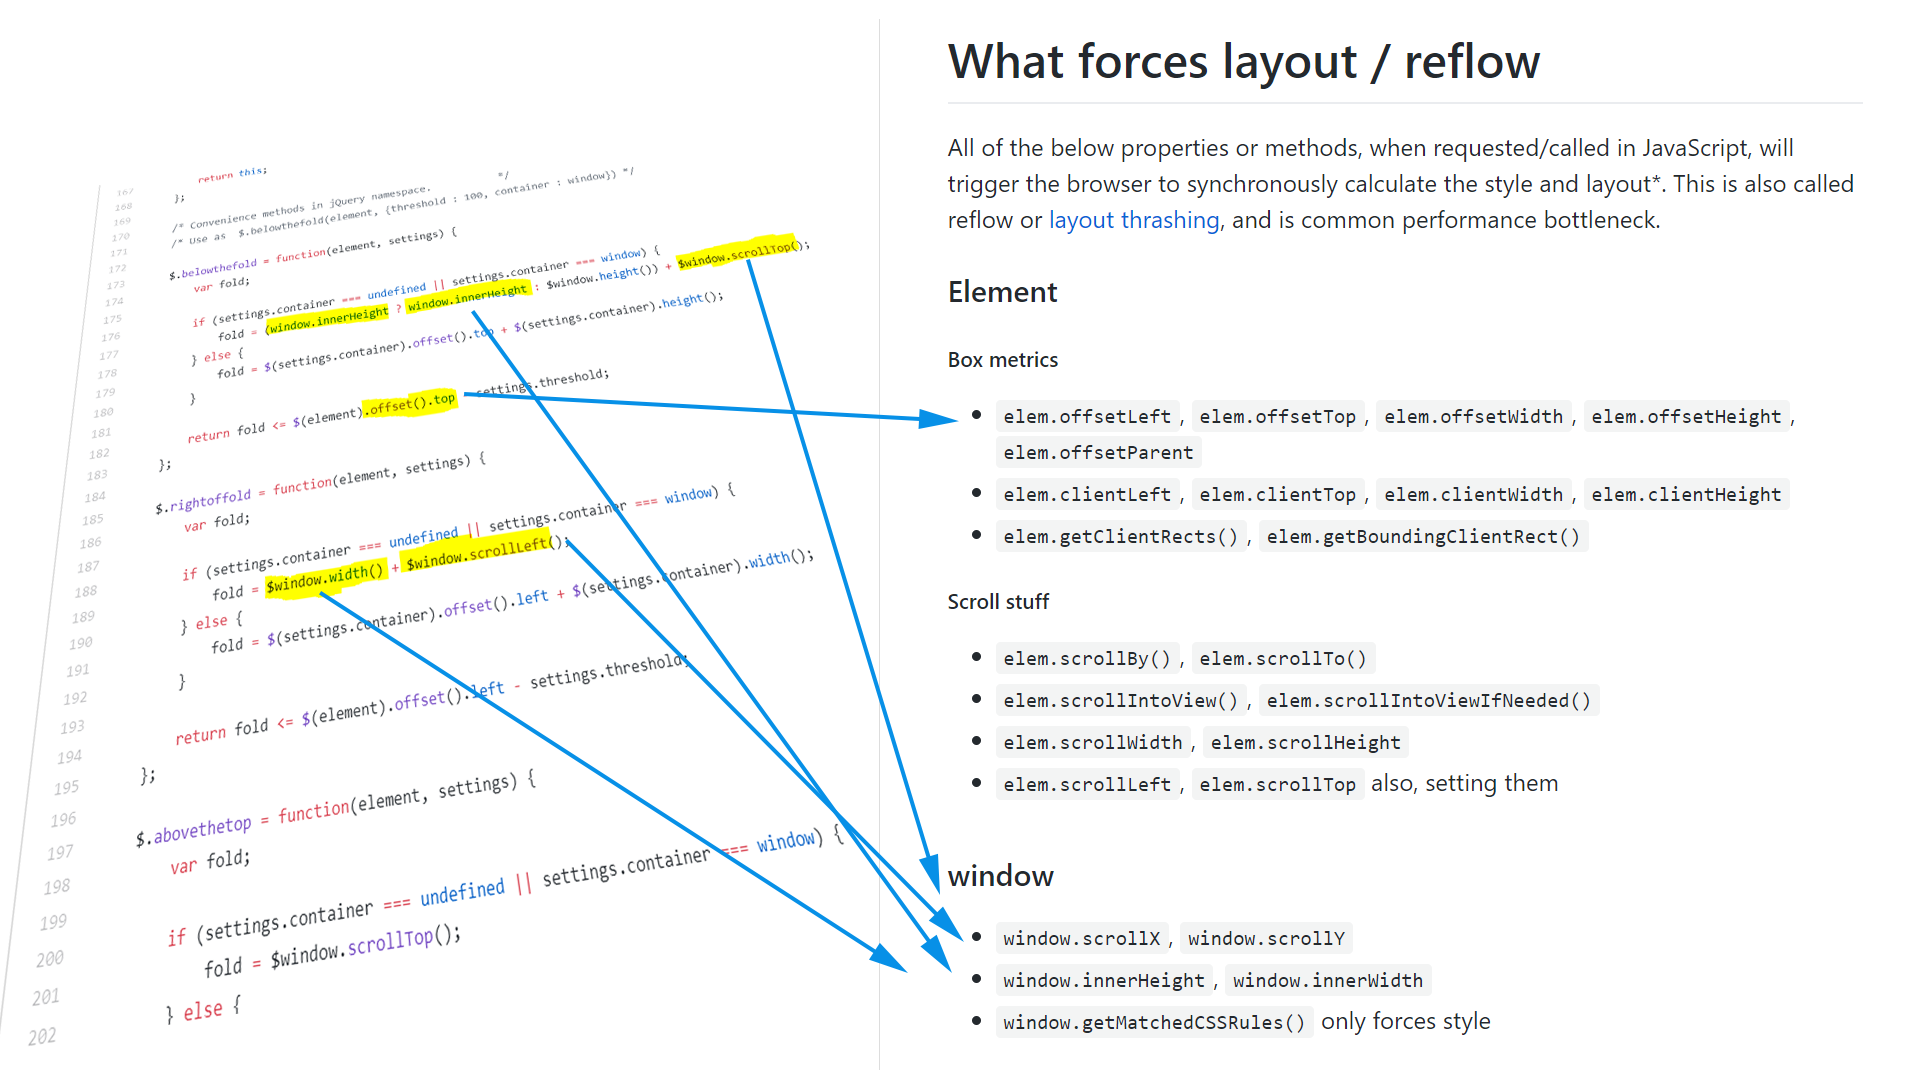 167
168
169
170
171
172
173
174
175
176
177
178
179
180
181
182
183
184
185
186
187
188
189
190
191
192
193
194
195
196
197
198
199
200
201
202
return this;
};
/* Convenience methods in jQuery namespace. */
/* Use as $.belowthefold(element, {threshold : 100, container : window}) */
$.belowthefold = function(element, settings) {
var fold;
if (settings.container === undefined || settings.container === window) {
fold = (window.innerHeight ? window.innerHeight : $window.height()) + $window.scrollTop();
} else {
fold = $(settings.container).offset().top + $(settings.container).height();
}
return fold <= $(element).offset().top settings.threshold;
};
$.rightoffold = function(element, settings) {
var fold;
if (settings.container === undefined || settings.container === window) {
fold = $window.width() + $window.scrollLeft();
} else {
fold = $(settings.container).offset().left + $(settings.container).width();
}
return fold <= $(element).offset().left - settings.threshold;
};
$.abovethetop = function(element, settings) {
var fold;
if (settings.container === undefined || settings.container === window) {
fold = $window.scrollTop();
} else {
What forces layout / reflow
All of the below properties or methods, when requested/called in JavaScript, will
trigger the browser to synchronously calculate the style and layout*. This is also called
reflow or layout thrashing, and is common performance bottleneck.
Element
Box metrics
• elem.offsetLeft , elem.offsetTop , elem.offsetWidth , elem.offsetHeight ,
elem.offsetParent
• elem.clientLeft , elem.clientTop , elem.clientWidth , elem.clientHeight
• elem.getClientRects() , elem.getBoundingClientRect()
Scroll stuff
• elem.scrollBy() , elem.scrollTo()
• elem.scrollIntoView() , elem.scrollIntoViewIfNeeded()
• elem.scrollWidth , elem.scrollHeight
• elem.scrollLeft , elem.scrollTop also, setting them
window
• window.scrollX , window.scrollY
• window.innerHeight , window.innerWidth
• window.getMatchedCSSRules() only forces style